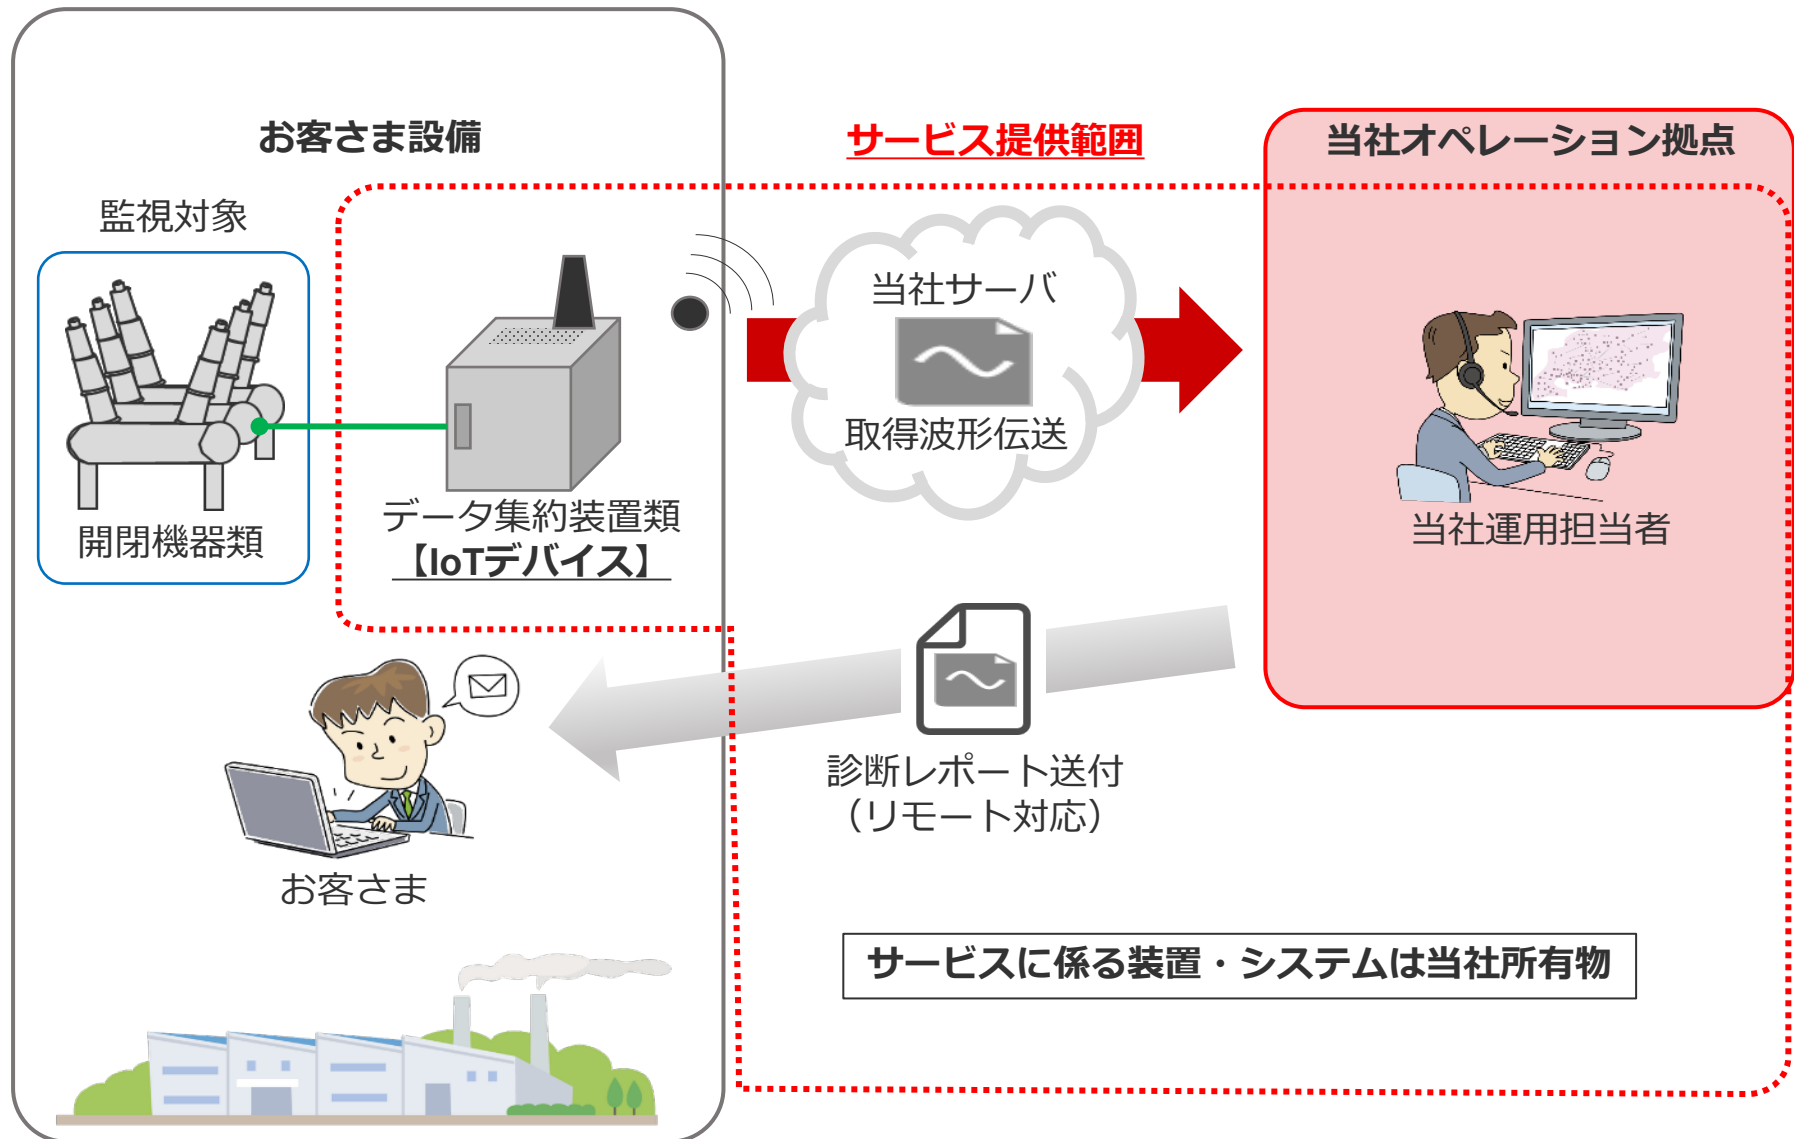 お客さま設備
サービス提供範囲
当社オペレーション拠点
監視対象
開閉機器類
データ集約装置類
【IoTデバイス】
当社サーバ
取得波形伝送
当社運用担当者
診断レポート送付
（リモート対応）
お客さま
サービスに係る装置・システムは当社所有物